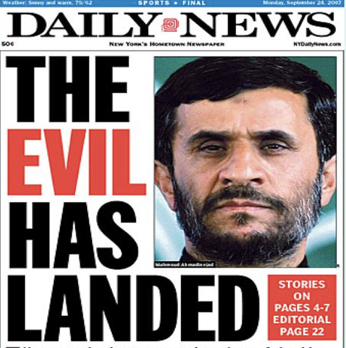 Weather: Sunny and warm, 75/62
SPORTS ★ FINAL
Monday, September 24, 2007
DAILY NEWS
50¢
NEW YORK'S HOMETOWN NEWSPAPER
NYDailyNews.com
THE
EVIL
HAS
LANDED
Mahmoud Ahmadinejad
STORIES
ON
PAGES 4-7
EDITORIAL
PAGE 22